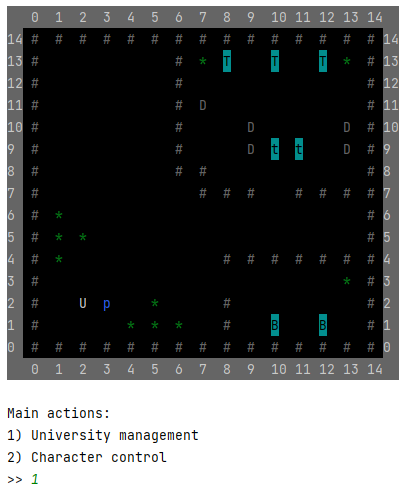 0 1 2 3 4 5 6 7 8 9 10 11 12 13 14
14 # # # # # # # # # # # # # # # 14
13 # # * T T T * # 13
12 # # # 12
11 # # D # 11
10 # # D D # 10
9 # # D t t D # 9
8 # # # # 8
7 # # # # # # # # 7
6 # * # 6
5 # * * # 5
4 # * # # # # # # # 4
3 # * # 3
2 # U p * # # 2
1 # * * * # B B # 1
0 # # # # # # # # # # # # # # # 0
0 1 2 3 4 5 6 7 8 9 10 11 12 13 14
Main actions:
1) University management
2) Character control
>> 1